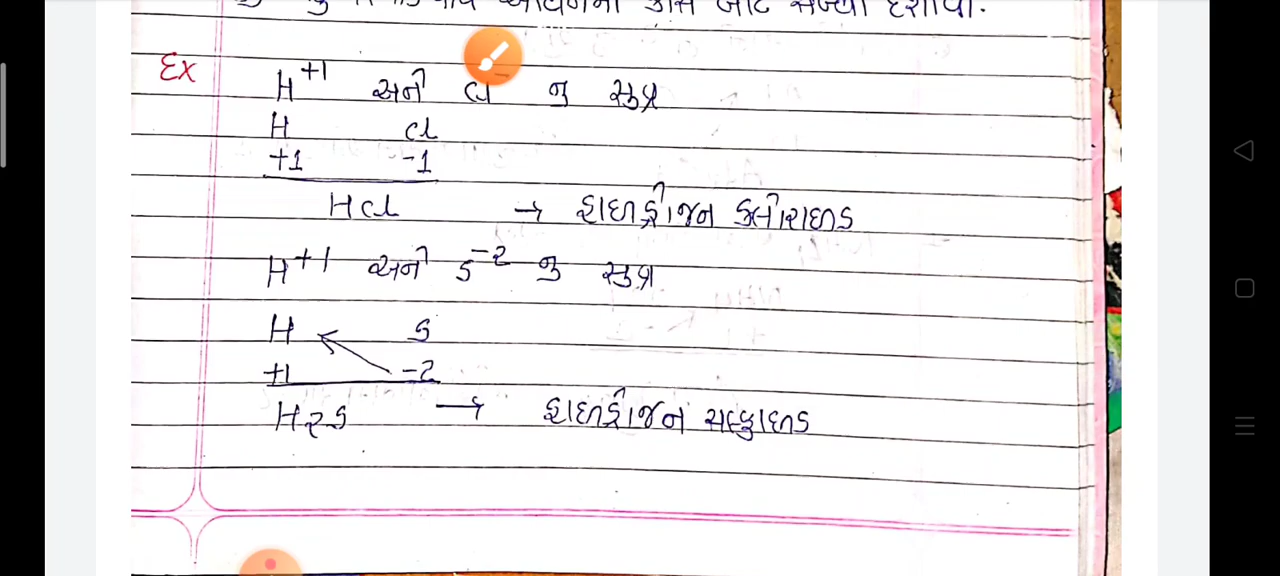 Ex
H+1 અને Cl નુ સુત્ર
H Cl
+1 -1
HCl → હાઇડ્રોજન ક્લોરાઇડ
H+1 અને S-2 નુ સુત્ર
H S
+1 -2
H2S → હાઇડ્રોજન સલ્ફાઇડ